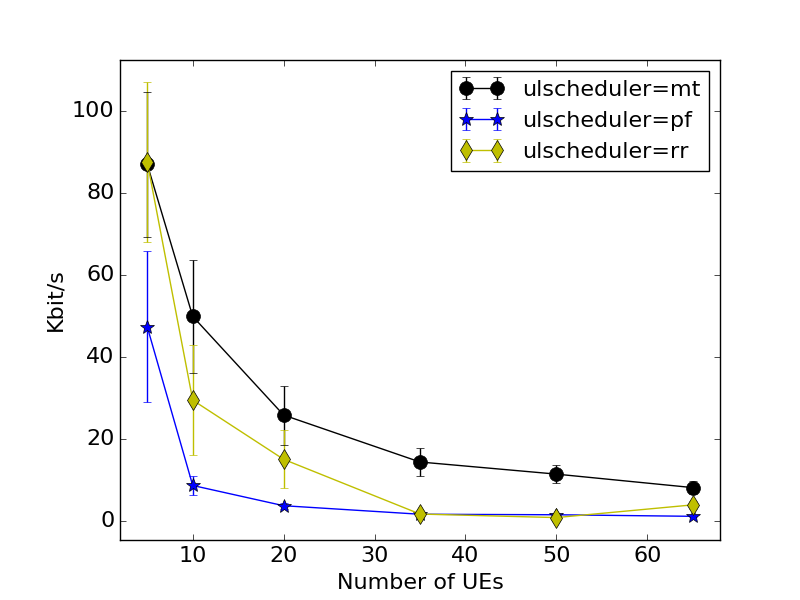 100
80
60
40
20
0
Kbit/s
ulscheduler=mt
ulscheduler=pf
ulscheduler=rr
10 20 30 40 50 60
Number of UEs